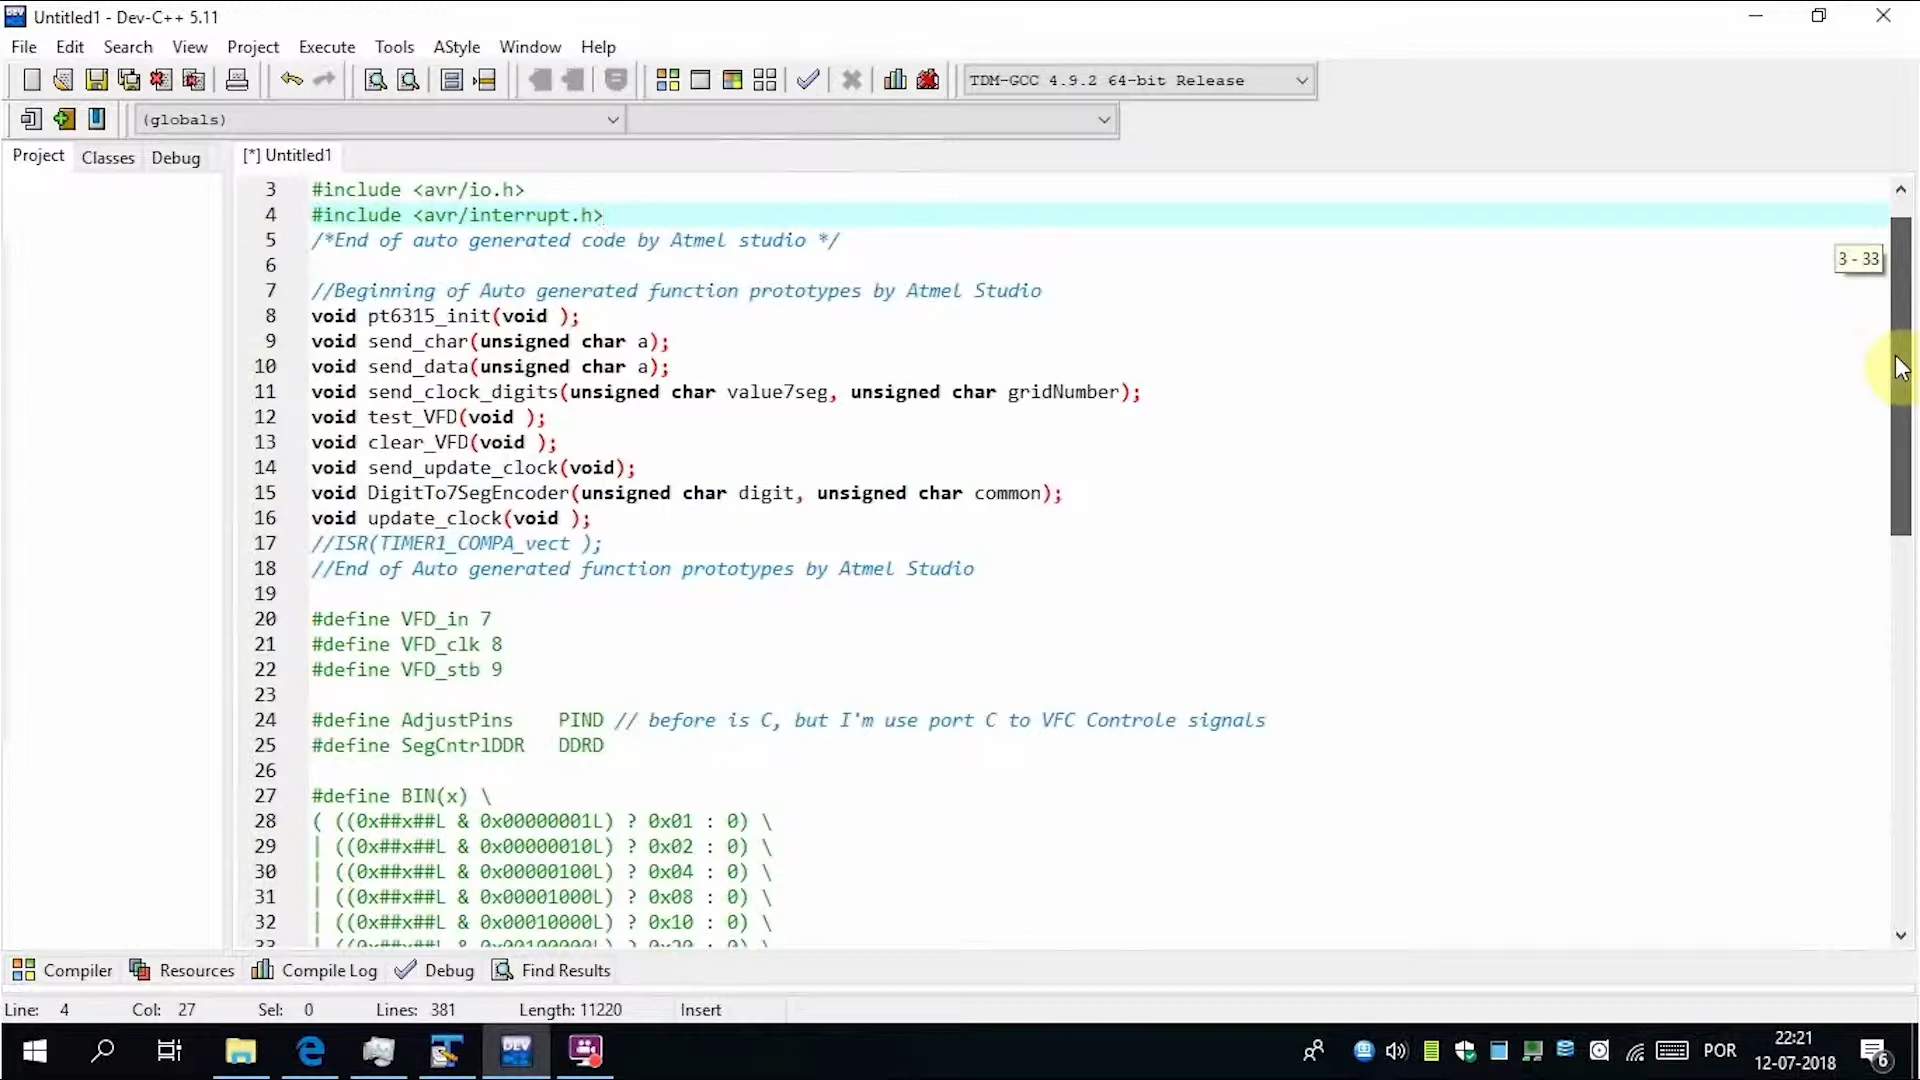 Untitled1 - Dev-C++ 5.11
File Edit Search View Project Execute Tools AStyle Window Help
TDM-GCC 4.9.2 64-bit Release
(globals)
Project Classes Debug [*] Untitled1
3 #include <avr/io.h>
4 #include <avr/interrupt.h>
5 /*End of auto generated code by Atmel studio */
6
7 //Beginning of Auto generated function prototypes by Atmel Studio
8 void pt6315_init(void );
9 void send_char(unsigned char a);
10 void send_data(unsigned char a);
11 void send_clock_digits(unsigned char value7seg, unsigned char gridNumber);
12 void test_VFD(void );
13 void clear_VFD(void );
14 void send_update_clock(void);
15 void DigitTo7SegEncoder(unsigned char digit, unsigned char common);
16 void update_clock(void );
17 //ISR(TIMER1_COMPA_vect );
18 //End of Auto generated function prototypes by Atmel Studio
19
20 #define VFD_in 7
21 #define VFD_clk 8
22 #define VFD_stb 9
23
24 #define AdjustPins    PIND // before is C, but I'm use port C to VFC Controle signals
25 #define SegCntrlDDR   DDRD
26
27 #define BIN(x) \
28 ( ((0x##x##L & 0x00000001L) ? 0x01 : 0) \
29 | ((0x##x##L & 0x00000010L) ? 0x02 : 0) \
30 | ((0x##x##L & 0x00000100L) ? 0x04 : 0) \
31 | ((0x##x##L & 0x00001000L) ? 0x08 : 0) \
32 | ((0x##x##L & 0x00010000L) ? 0x10 : 0) \
33 | ((0x##x##L & 0x00100000L) ? 0x20 : 0) \
3 - 33
Compiler Resources Compile Log Debug Find Results
Line: 4 Col: 27 Sel: 0 Lines: 381 Length: 11220 Insert
DEV
POR
22:21
12-07-2018
6